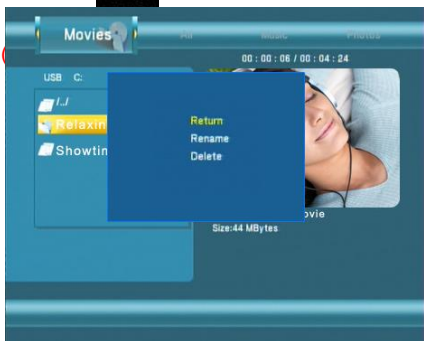 Movies
All Music Photos
00 : 00 : 06 / 00 : 04 : 24
USB C:
/../
Relaxin
Showtin
Return
Rename
Delete
ovie
Size:44 MBytes